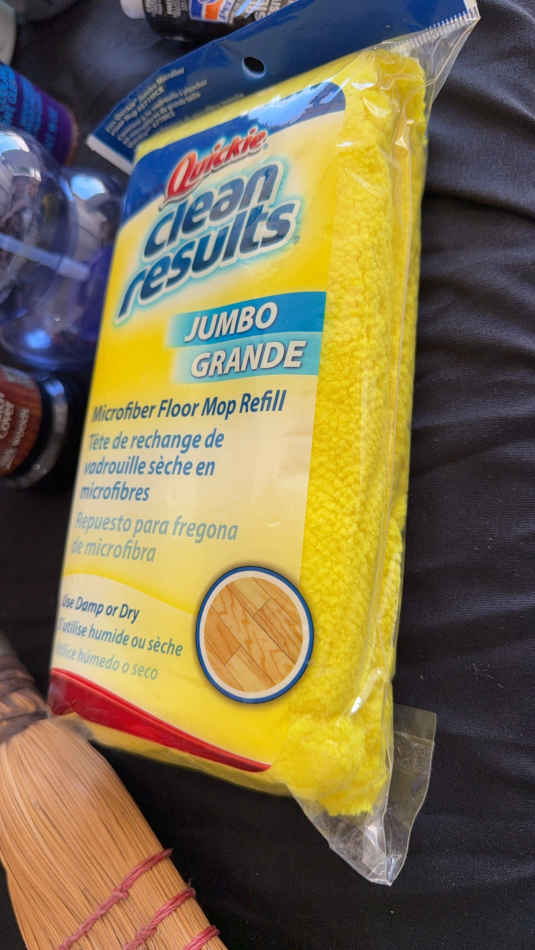 Quickie®
clean
results
JUMBO
GRANDE
Microfiber Floor Mop Refill
Tête de rechange de
vadrouille sèche en
microfibres
Repuesto para fregona
de microfibra
Use Damp or Dry
utilise humide ou sèche
húmedo o seco
cover